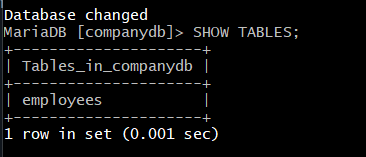 Database changed
MariaDB [companydb]> SHOW TABLES;
+---------------------+
| Tables_in_companydb |
+---------------------+
| employees           |
+---------------------+
1 row in set (0.001 sec)